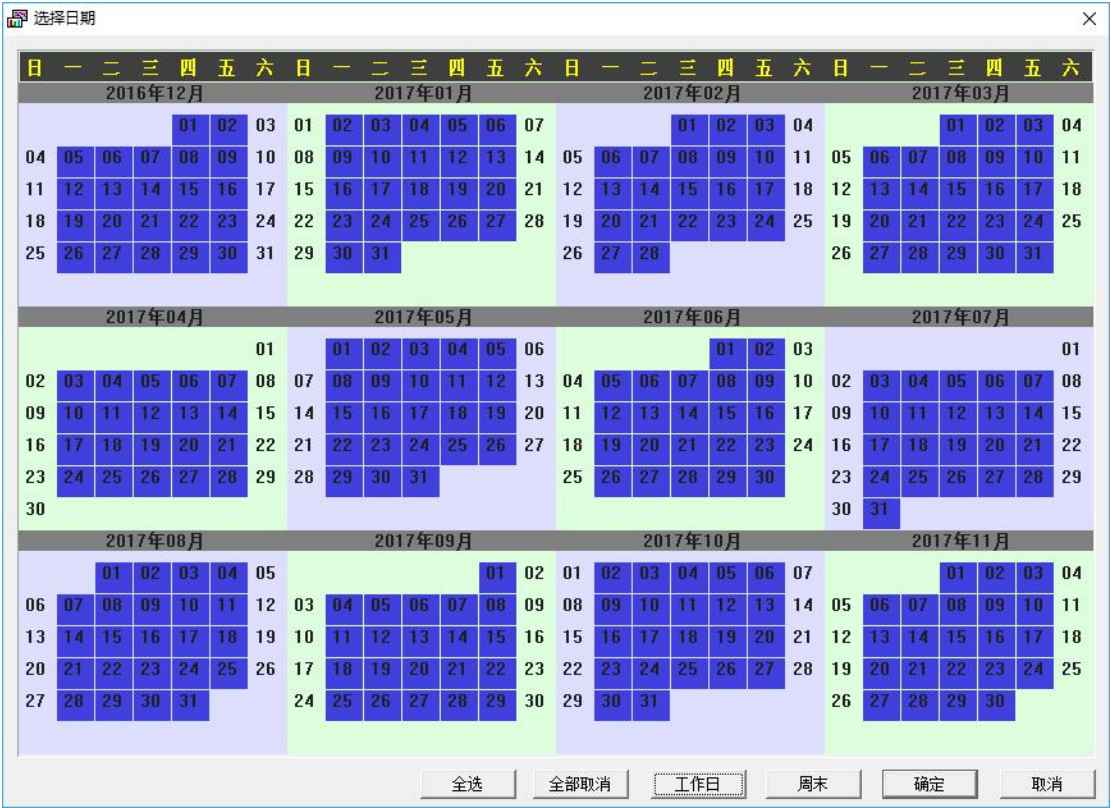 选择日期
日 一 二 三 四 五 六 日 一 二 三 四 五 六 日 一 二 三 四 五 六 日 一 二 三 四 五 六
2016年12月 2017年01月 2017年02月 2017年03月
01 02 03 01 02 03 04 05 06 07 01 02 03 04 01 02 03 04
04 05 06 07 08 09 10 08 09 10 11 12 13 14 05 06 07 08 09 10 11 05 06 07 08 09 10 11
11 12 13 14 15 16 17 15 16 17 18 19 20 21 12 13 14 15 16 17 18 12 13 14 15 16 17 18
18 19 20 21 22 23 24 22 23 24 25 26 27 28 19 20 21 22 23 24 25 19 20 21 22 23 24 25
25 26 27 28 29 30 31 29 30 31 26 27 28 26 27 28 29 30 31
2017年04月 2017年05月 2017年06月 2017年07月
01 01 02 03 04 05 06 01 02 03 01
02 03 04 05 06 07 08 07 08 09 10 11 12 13 04 05 06 07 08 09 10 02 03 04 05 06 07 08
09 10 11 12 13 14 15 14 15 16 17 18 19 20 11 12 13 14 15 16 17 09 10 11 12 13 14 15
16 17 18 19 20 21 22 21 22 23 24 25 26 27 18 19 20 21 22 23 24 16 17 18 19 20 21 22
23 24 25 26 27 28 29 28 29 30 31 25 26 27 28 29 30 23 24 25 26 27 28 29
30 30 31
2017年08月 2017年09月 2017年10月 2017年11月
01 02 03 04 05 01 02 01 02 03 04 05 06 07 01 02 03 04
06 07 08 09 10 11 12 03 04 05 06 07 08 09 08 09 10 11 12 13 14 05 06 07 08 09 10 11
13 14 15 16 17 18 19 10 11 12 13 14 15 16 15 16 17 18 19 20 21 12 13 14 15 16 17 18
20 21 22 23 24 25 26 17 18 19 20 21 22 23 22 23 24 25 26 27 28 19 20 21 22 23 24 25
27 28 29 30 31 24 25 26 27 28 29 30 29 30 31 26 27 28 29 30
全选 全部取消 工作日 周末 确定 取消